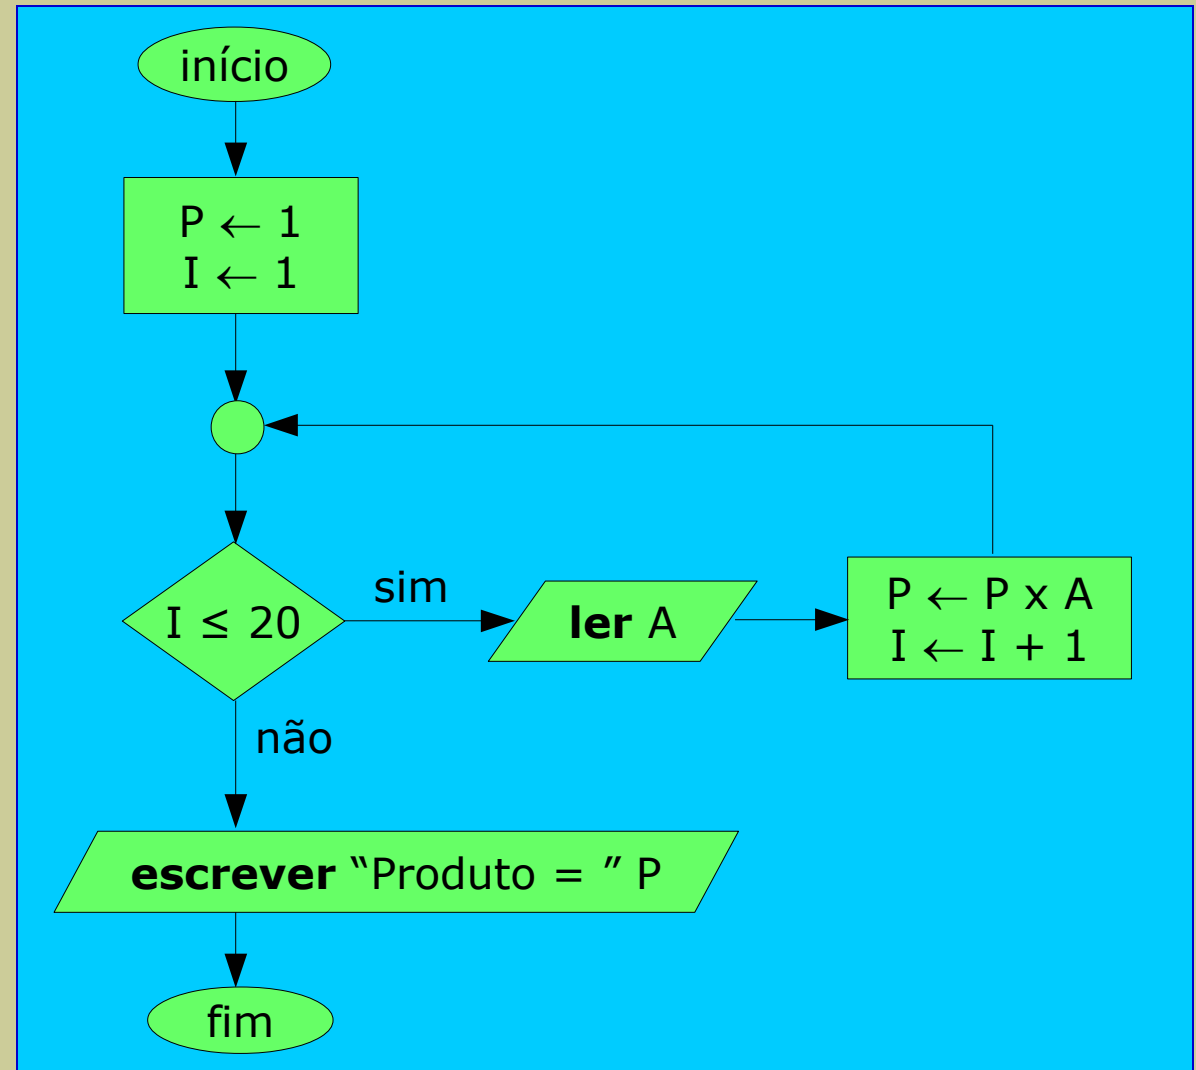 início
P ← 1
I ← 1
I ≤ 20
sim
ler A
P ← P x A
I ← I + 1
não
escrever “Produto = ” P
fim